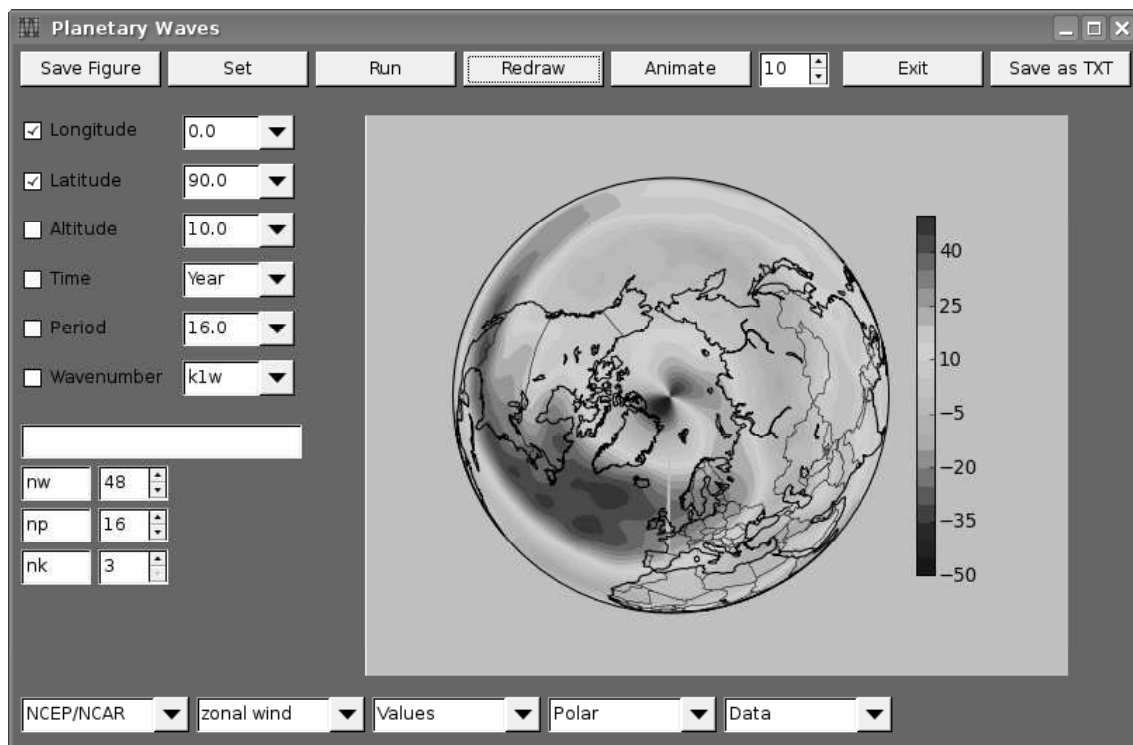 Planetary Waves
Save Figure Set Run Redraw Animate 10 Exit Save as TXT
Longitude 0.0
Latitude 90.0
Altitude 10.0
Time Year
Period 16.0
Wavenumber k1w
nw 48
np 16
nk 3
40
25
10
−5
−20
−35
−50
NCEP/NCAR zonal wind Values Polar Data